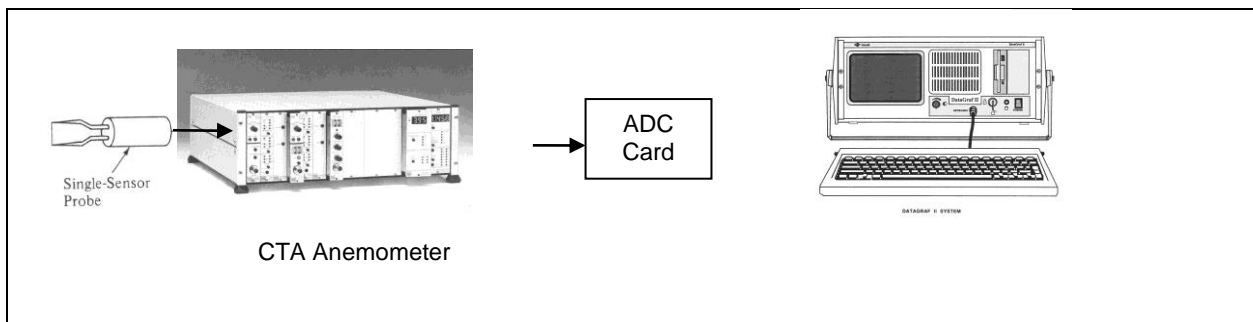 Single-Sensor
Probe
CTA Anemometer
ADC
Card
DataGraf II
DATAGRAF II SYSTEM